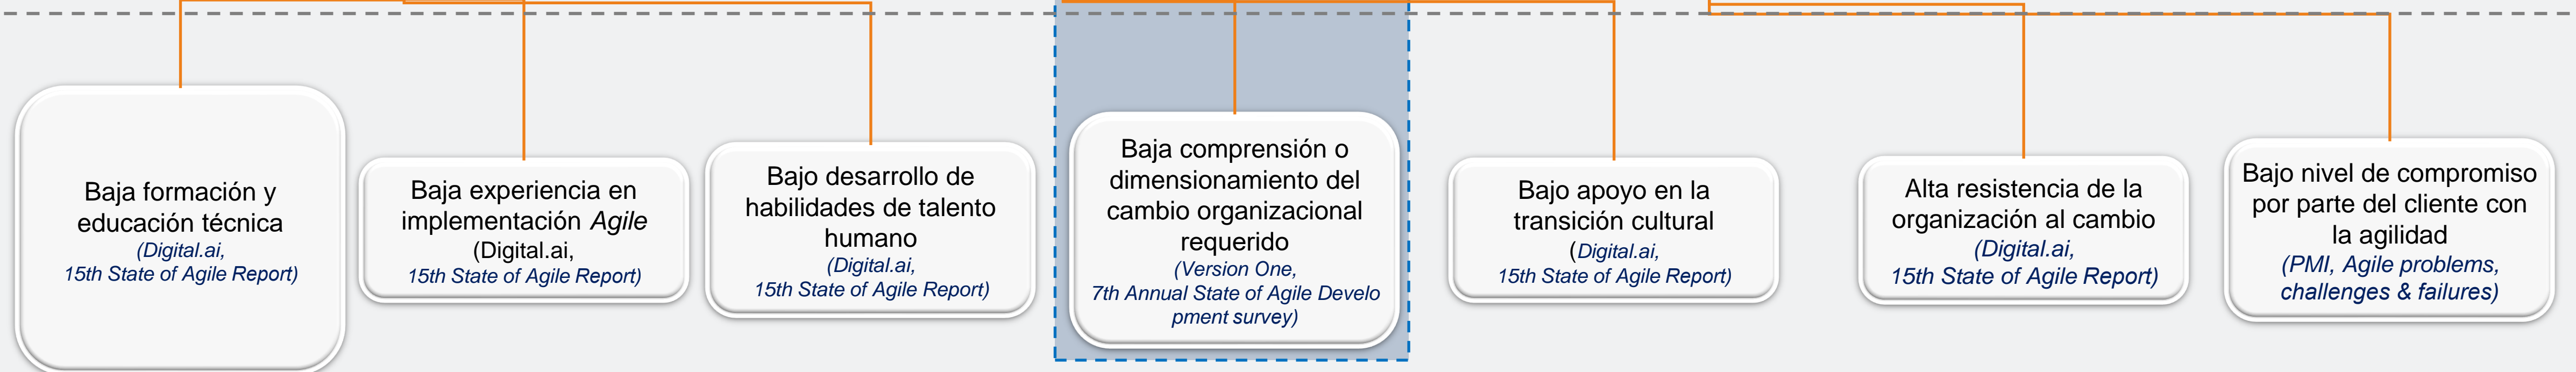 Baja formación y
educación técnica
(Digital.ai,
15th State of Agile Report)
Baja experiencia en
implementación Agile
(Digital.ai,
15th State of Agile Report)
Bajo desarrollo de
habilidades de talento
humano
(Digital.ai,
15th State of Agile Report)
Baja comprensión o
dimensionamiento del
cambio organizacional
requerido
(Version One,
7th Annual State of Agile Develo
pment survey)
Bajo apoyo en la
transición cultural
(Digital.ai,
15th State of Agile Report)
Alta resistencia de la
organización al cambio
(Digital.ai,
15th State of Agile Report)
Bajo nivel de compromiso
por parte del cliente con
la agilidad
(PMI, Agile problems,
challenges & failures)